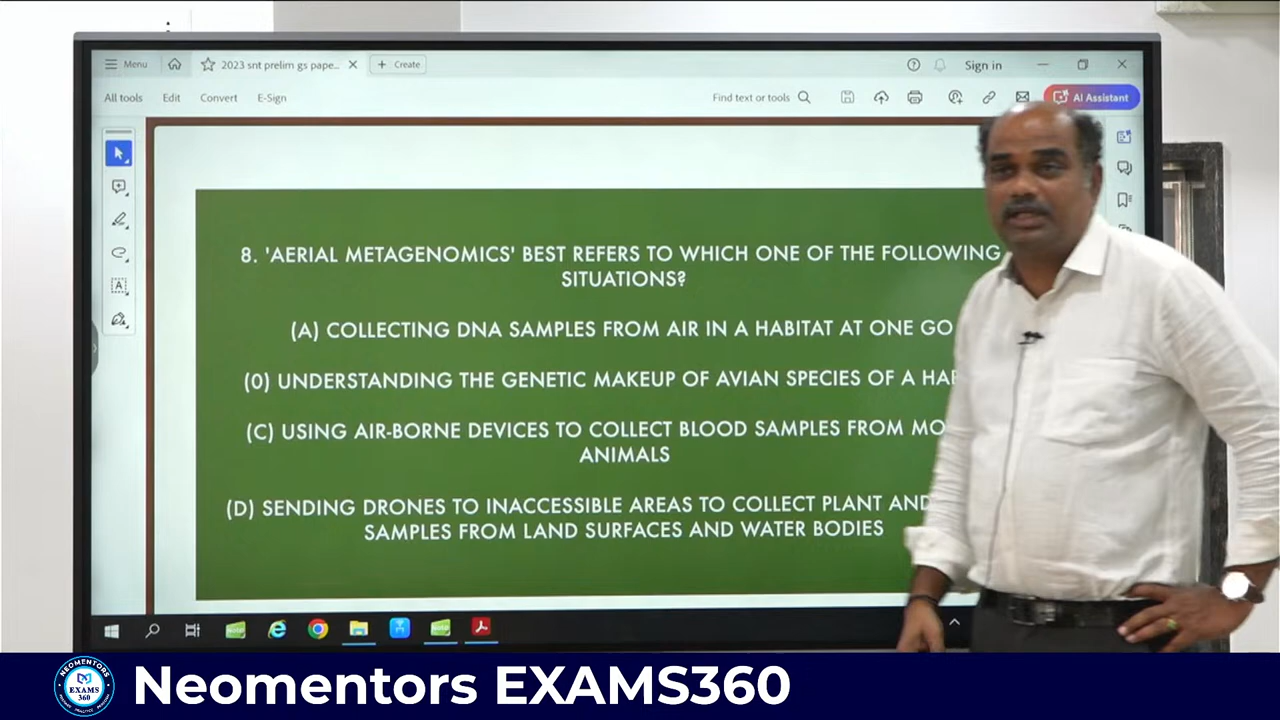 Menu
2023 snt prelim gs pape...
Create
Sign in
All tools
Edit
Convert
E-Sign
Find text or tools
AI Assistant
8. 'AERIAL METAGENOMICS' BEST REFERS TO WHICH ONE OF THE FOLLOWING
SITUATIONS?
(A) COLLECTING DNA SAMPLES FROM AIR IN A HABITAT AT ONE GO
(0) UNDERSTANDING THE GENETIC MAKEUP OF AVIAN SPECIES OF A
(C) USING AIR-BORNE DEVICES TO COLLECT BLOOD SAMPLES FROM
ANIMALS
(D) SENDING DRONES TO INACCESSIBLE AREAS TO COLLECT PLANT AND
SAMPLES FROM LAND SURFACES AND WATER BODIES
NEOMENTORS
EXAMS
360
Neomentors EXAMS360